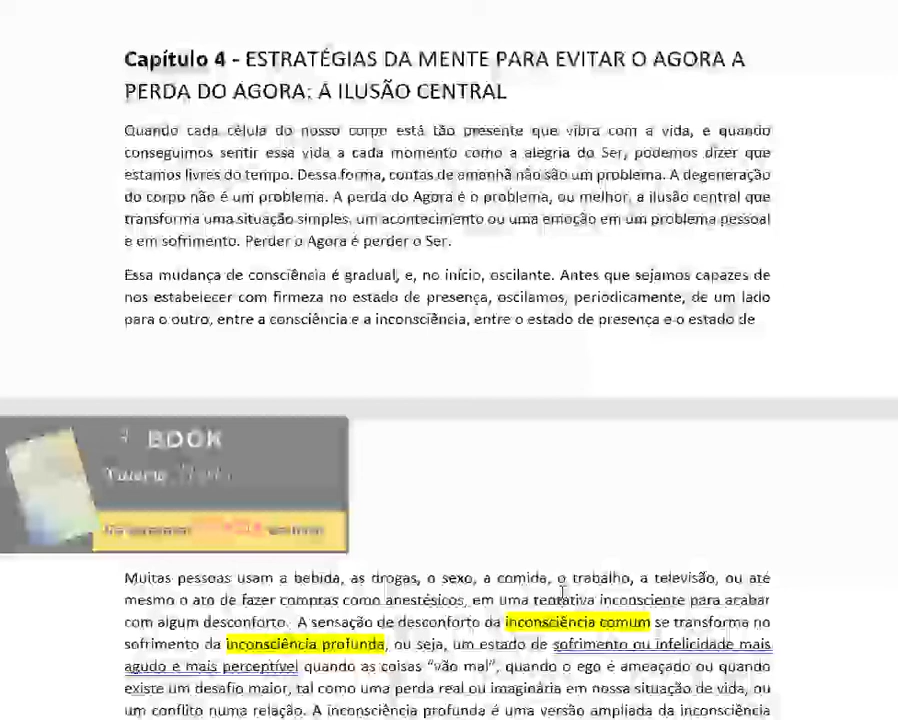 Capítulo 4 - ESTRATÉGIAS DA MENTE PARA EVITAR O AGORA A
PERDA DO AGORA: A ILUSÃO CENTRAL
Quando cada célula do nosso corpo está tão presente que vibra com a vida, e quando
conseguimos sentir essa vida a cada momento como a alegria do Ser, podemos dizer que
estamos livres do tempo. Dessa forma, contas de amanhã não são um problema. A degeneração
do corpo não é um problema. A perda do Agora é o problema, ou melhor, a ilusão central que
transforma uma situação simples, um acontecimento ou uma emoção em um problema pessoal
e em sofrimento. Perder o Agora é perder o Ser.
Essa mudança de consciência é gradual, e, no início, oscilante. Antes que sejamos capazes de
nos estabelecer com firmeza no estado de presença, oscilamos, periodicamente, de um lado
para o outro, entre a consciência e a inconsciência, entre o estado de presença e o estado de
BOOK
Muitas pessoas usam a bebida, as drogas, o sexo, a comida, o trabalho, a televisão, ou até
mesmo o ato de fazer compras como anestésicos, em uma tentativa inconsciente para acabar
com algum desconforto. A sensação de desconforto da inconsciência comum se transforma no
sofrimento da inconsciência profunda, ou seja, um estado de sofrimento ou infelicidade mais
agudo e mais perceptível quando as coisas “vão mal”, quando o ego é ameaçado ou quando
existe um desafio maior, tal como uma perda real ou imaginária em nossa situação de vida, ou
um conflito numa relação. A inconsciência profunda é uma versão ampliada da inconsciência